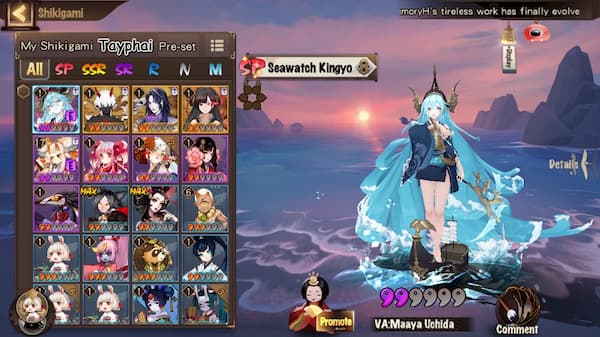 Shikigami
moryH's tireless work has finally evolve
My Shikigami Tayphai Pre-set
All SP SSR SR R N M
Display
SP Seawatch Kingyo
Details
MAX MAX
Promote
VA:Maaya Uchida
Comment